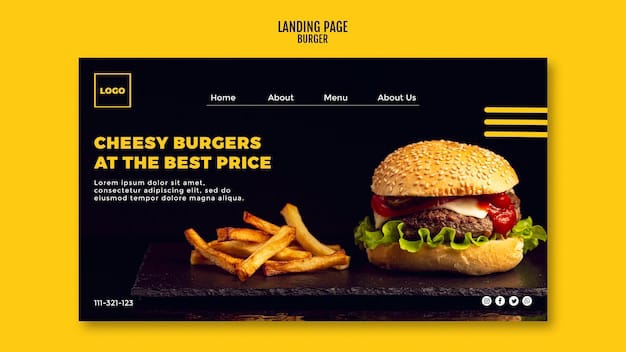 LANDING PAGE
BURGER
LOGO
Home About Menu About Us
CHEESY BURGERS
AT THE BEST PRICE
Lorem ipsum dolor sit amet,
consectetur adipiscing elit, sed do
eiusmod tempor dolore magna aliqua.
111-321-123